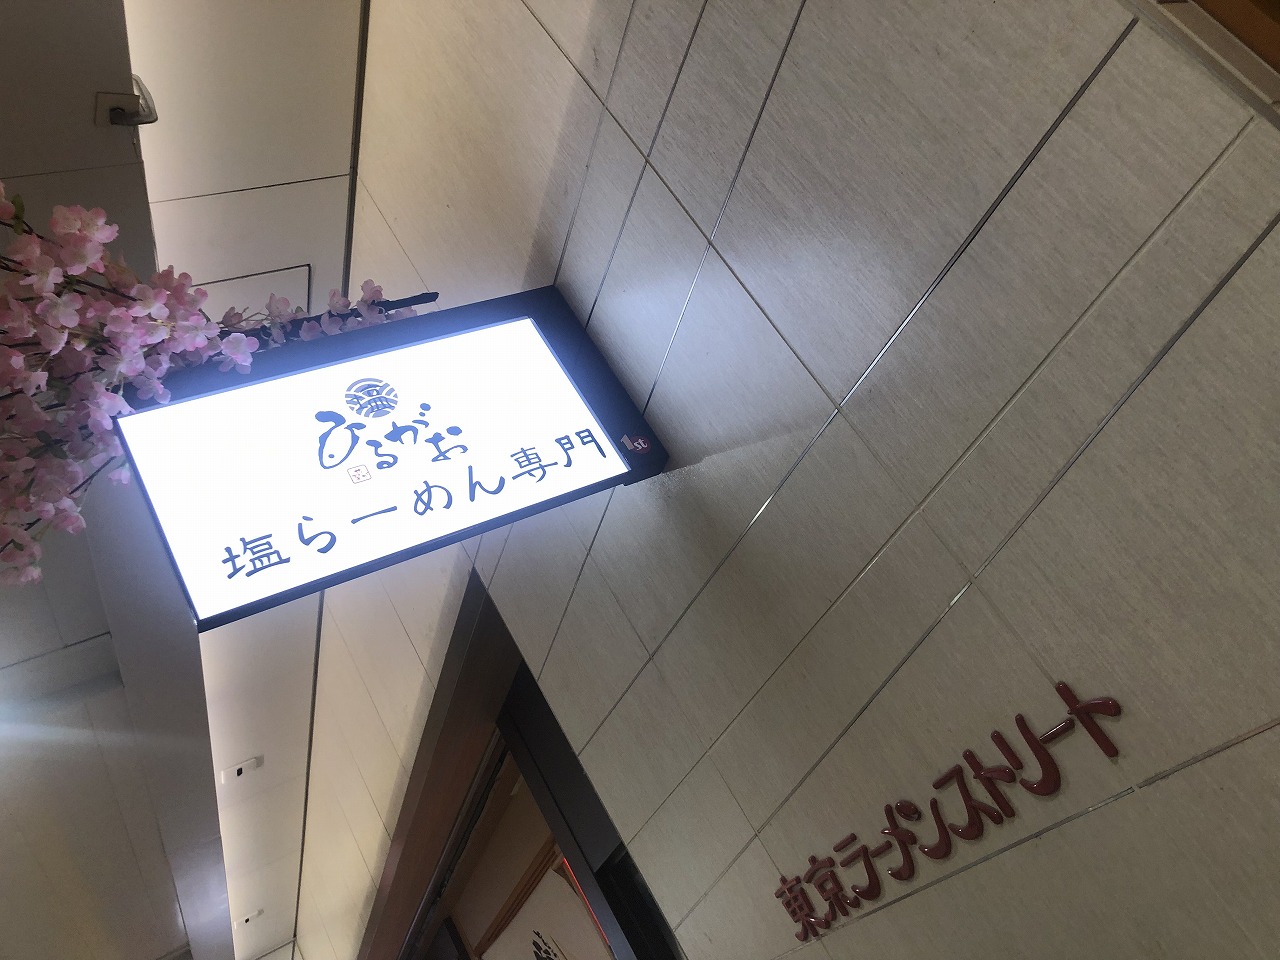 ひるがお
塩らーめん専門
1st
東京ラーメンストリート